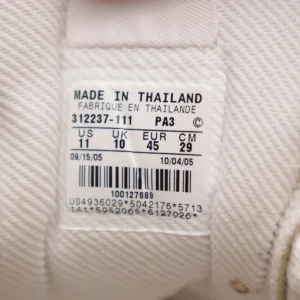 MADE IN THAILAND
FABRIQUE EN THAILANDE
312237-111 PA3 ©
US UK EUR CM
11 10 45 29
09/15/05 10/04/05
100127689
US4936029*5042176*5713
141*5952065*6127026*